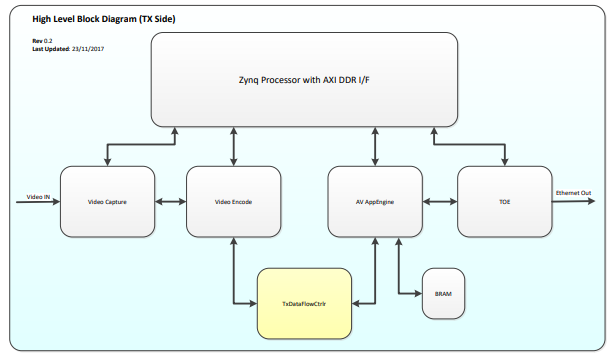 High Level Block Diagram (TX Side)
Rev 0.2
Last Updated: 23/11/2017
Zynq Processor with AXI DDR I/F
Video IN
Video Capture
Video Encode
AV AppEngine
TOE
Ethernet Out
TxDataFlowCtrlr
BRAM